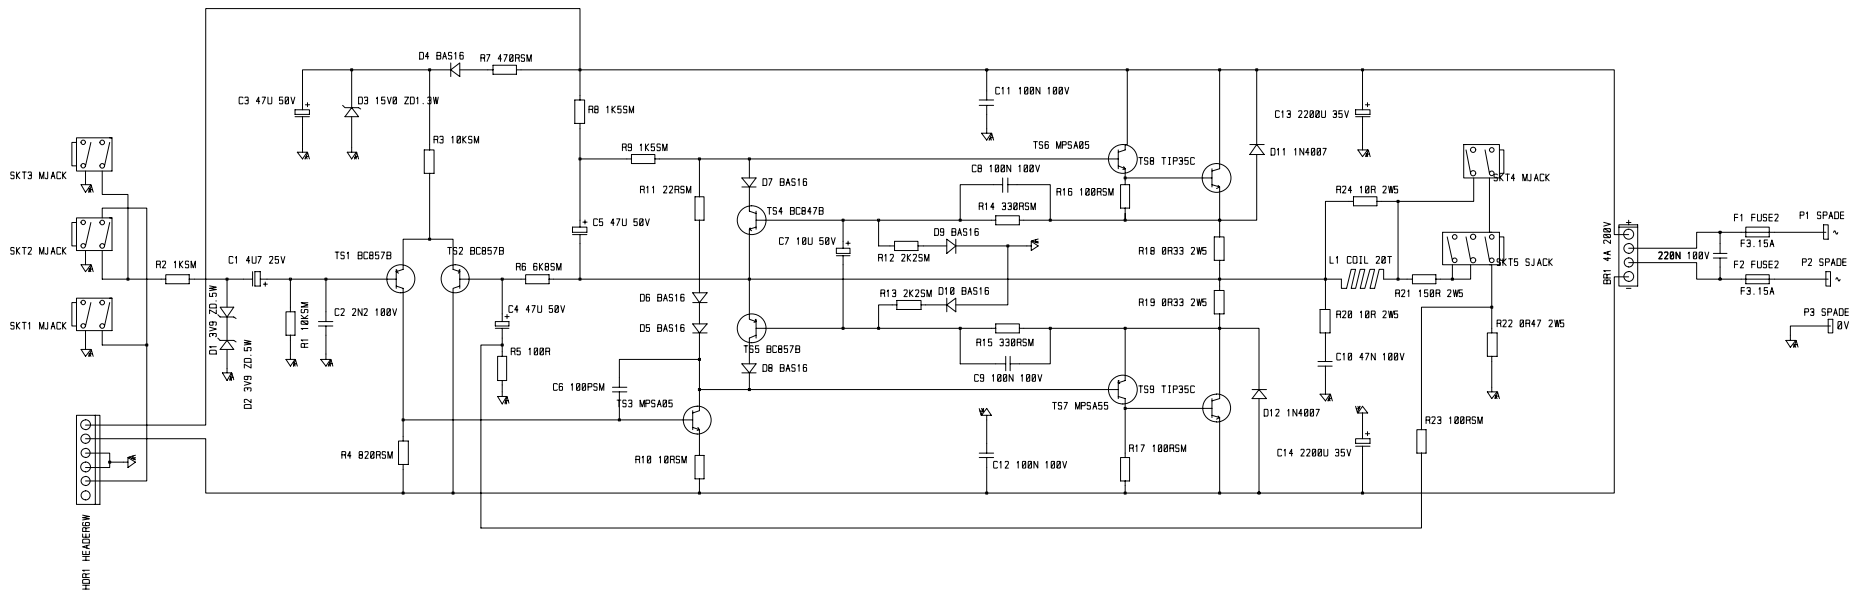 D4 BAS16
R7 470RSM
C3 47U 50V
D3 15V0 ZD1.3W
R8 1K5SM
C11 100N 100V
C13 2200U 35V
R3 10KSM
R9 1K5SM
TS6 MPSA05
TS8 TIP35C
D11 1N4007
SKT3 MJACK
R11 22RSM
D7 BAS16
C8 100N 100V
R16 100RSM
R24 10R 2W5
SKT4 MJACK
TS4 BC847B
R14 330RSM
C5 47U 50V
F1 FUSE2
P1 SPADE
~
F3.15A
SKT2 MJACK
TS1 BC857B
TS2 BC857B
C7 10U 50V
D9 BAS16
R12 2K2SM
R18 0R33 2W5
L1 COIL 20T
SKT5 SJACK
BR1 4A 200V
+
-
220N 100V
R2 1KSM
C1 4U7 25V
R6 6K8SM
F2 FUSE2
P2 SPADE
~
F3.15A
R21 150R 2W5
D6 BAS16
R13 2K2SM
D10 BAS16
R19 0R33 2W5
SKT1 MJACK
D1 3V9 ZD.5W
D2 3V9 ZD.5W
R1 10KSM
C2 2N2 100V
C4 47U 50V
D5 BAS16
R20 10R 2W5
R22 0R47 2W5
P3 SPADE
0V
R5 100R
TS5 BC857B
R15 330RSM
C10 47N 100V
D8 BAS16
C9 100N 100V
C6 100PSM
TS3 MPSA05
TS9 TIP35C
TS7 MPSA55
D12 1N4007
R23 100RSM
R4 820RSM
R10 10RSM
C12 100N 100V
R17 100RSM
C14 2200U 35V
HDR1 HEADER6W